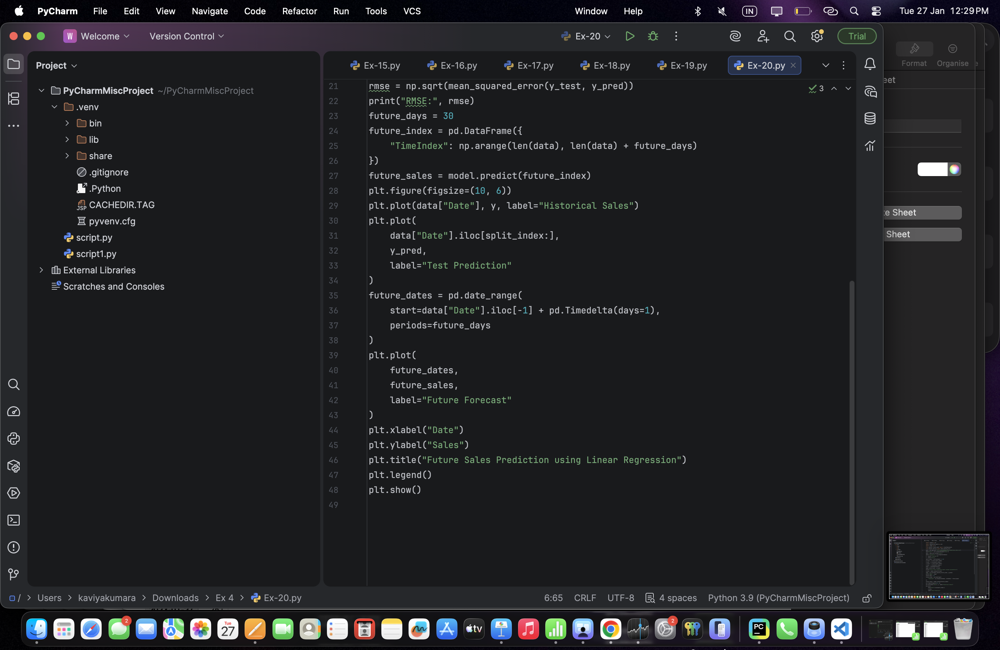 PyCharm File Edit View Navigate Code Refactor Run Tools VCS Window Help IN Tue 27 Jan 12:29 PM
W Welcome Version Control Ex-20 Trial
Format Organise
Project
Ex-15.py Ex-16.py Ex-17.py Ex-18.py Ex-19.py Ex-20.py
PyCharmMiscProject ~/PyCharmMiscProject
.venv
bin
lib
share
.gitignore
.Python
JSP CACHEDIR.TAG
pyvenv.cfg
script.py
script1.py
External Libraries
Scratches and Consoles
3
21 rmse = np.sqrt(mean_squared_error(y_test, y_pred))
22 print("RMSE:", rmse)
23 future_days = 30
24 future_index = pd.DataFrame({
25     "TimeIndex": np.arange(len(data), len(data) + future_days)
26 })
27 future_sales = model.predict(future_index)
28 plt.figure(figsize=(10, 6))
29 plt.plot(data["Date"], y, label="Historical Sales")
30 plt.plot(
31     data["Date"].iloc[split_index:],
32     y_pred,
33     label="Test Prediction"
34 )
35 future_dates = pd.date_range(
36     start=data["Date"].iloc[-1] + pd.Timedelta(days=1),
37     periods=future_days
38 )
39 plt.plot(
40     future_dates,
41     future_sales,
42     label="Future Forecast"
43 )
44 plt.xlabel("Date")
45 plt.ylabel("Sales")
46 plt.title("Future Sales Prediction using Linear Regression")
47 plt.legend()
48 plt.show()
49
eet
te Sheet
Sheet
/ > Users > kaviyakumara > Downloads > Ex 4 > Ex-20.py
6:65 CRLF UTF-8 4 spaces Python 3.9 (PyCharmMiscProject)
2 Tue 27 tv 2 PC